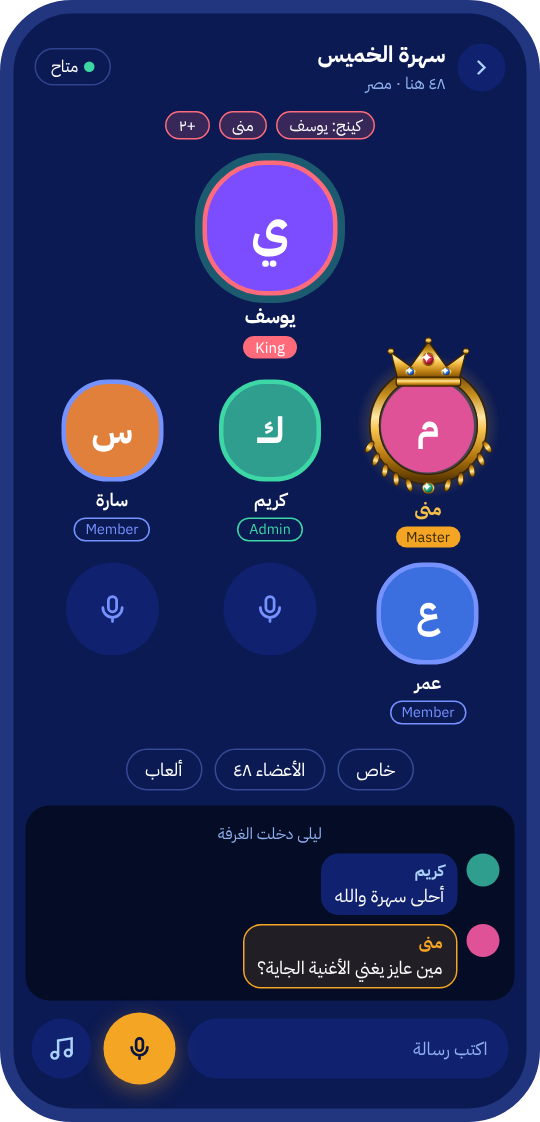 سهرة الخميس
٤٨ هنا · مصر
متاح
كينج: يوسف
منى
+٢
ي
يوسف
King
م
منى
Master
ك
كريم
Admin
س
سارة
Member
ع
عمر
Member
خاص
الأعضاء ٤٨
ألعاب
ليلى دخلت الغرفة
كريم
أحلى سهرة والله
منى
مين عايز يغني الأغنية الجاية؟
اكتب رسالة